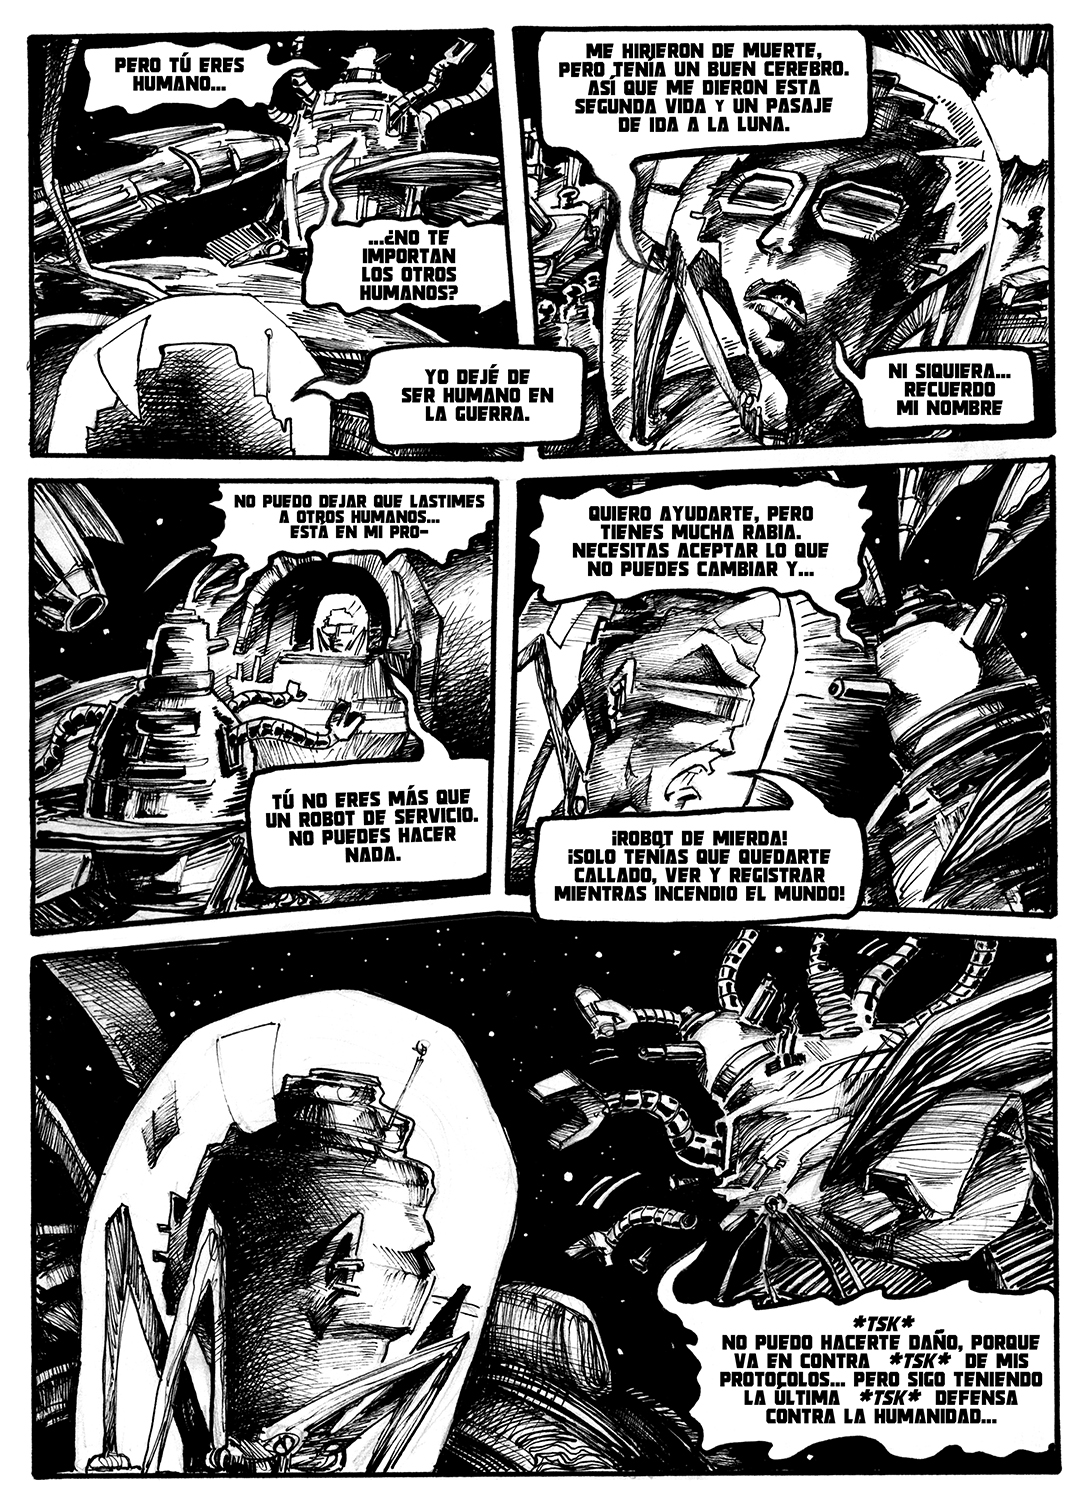 PERO TÚ ERES
HUMANO...
...¿NO TE
IMPORTAN
LOS OTROS
HUMANOS?
YO DEJÉ DE
SER HUMANO EN
LA GUERRA.
ME HIRIERON DE MUERTE,
PERO TENÍA UN BUEN CEREBRO.
ASÍ QUE ME DIERON ESTA
SEGUNDA VIDA Y UN PASAJE
DE IDA A LA LUNA.
NI SIQUIERA...
RECUERDO
MI NOMBRE
NO PUEDO DEJAR QUE LASTIMES
A OTROS HUMANOS...
ESTÁ EN MI PRO-
TÚ NO ERES MÁS QUE
UN ROBOT DE SERVICIO.
NO PUEDES HACER
NADA.
QUIERO AYUDARTE, PERO
TIENES MUCHA RABIA.
NECESITAS ACEPTAR LO QUE
NO PUEDES CAMBIAR Y...
¡ROBOT DE MIERDA!
¡SOLO TENÍAS QUE QUEDARTE
CALLADO, VER Y REGISTRAR
MIENTRAS INCENDIO EL MUNDO!
*TSK*
NO PUEDO HACERTE DAÑO, PORQUE
VA EN CONTRA *TSK* DE MIS
PROTOCOLOS... PERO SIGO TENIENDO
LA ÚLTIMA *TSK* DEFENSA
CONTRA LA HUMANIDAD...